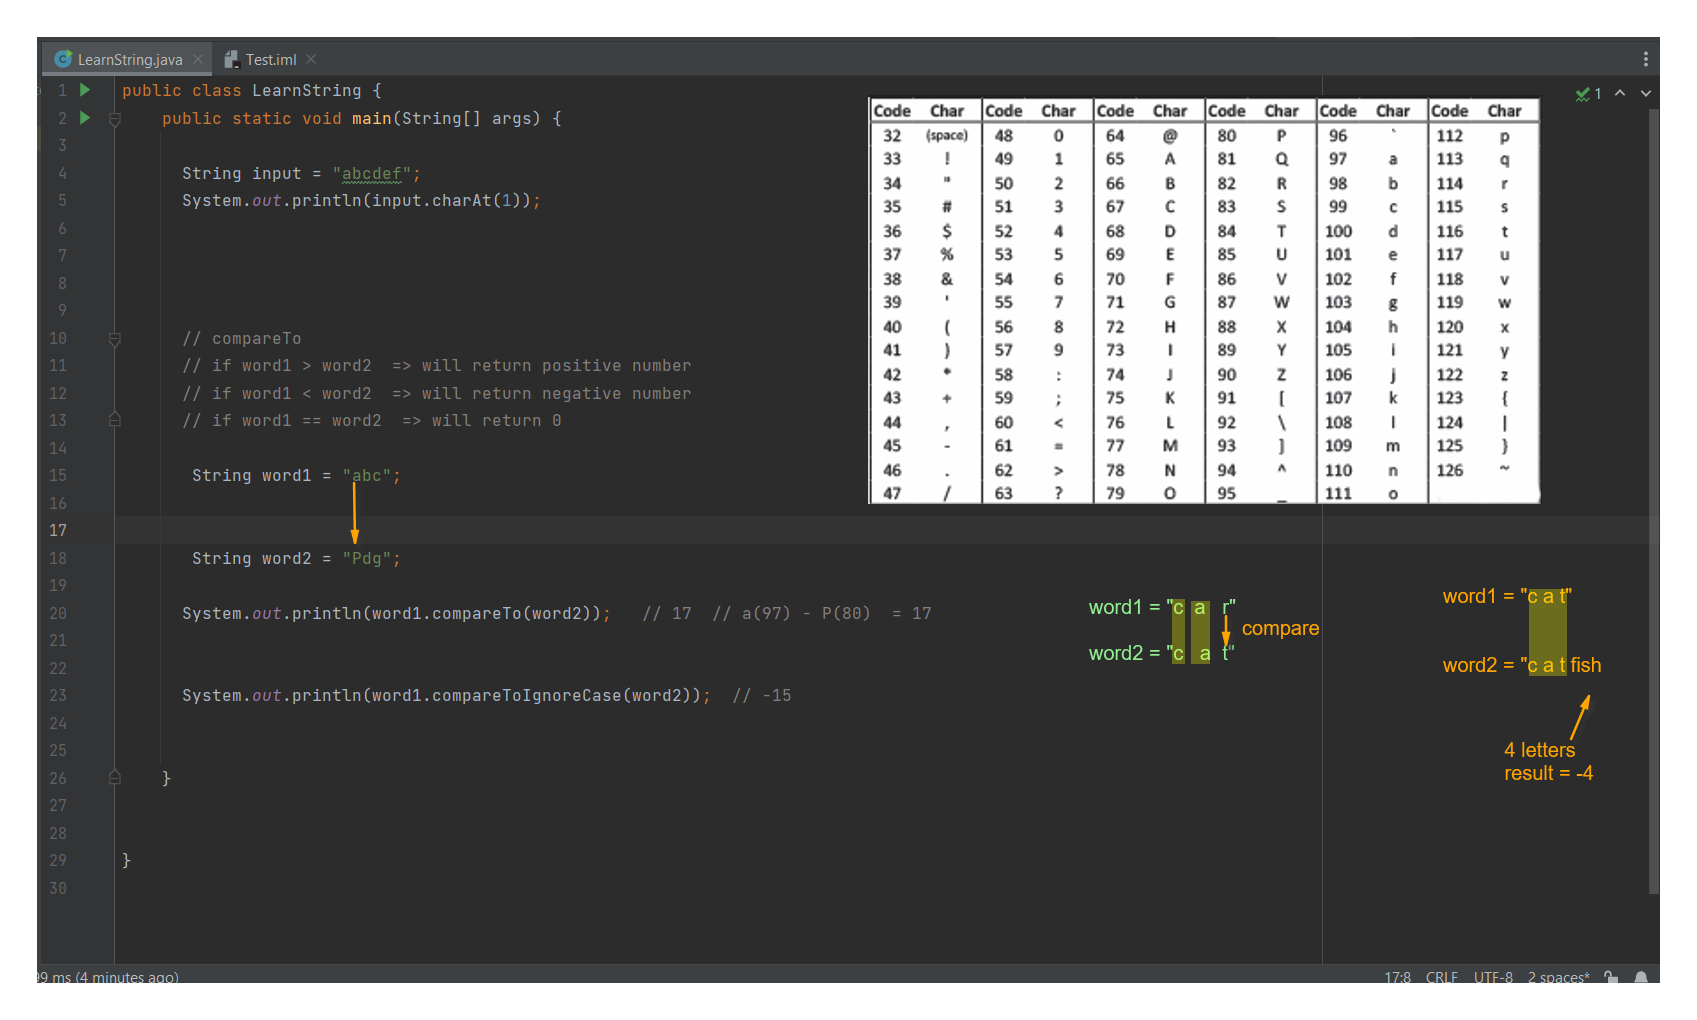 LearnString.java
Test.iml
1 public class LearnString {
2 public static void main(String[] args) {
3
4 String input = "abcdef";
5 System.out.println(input.charAt(1));
6
7
8
9
10 // compareTo
11 // if word1 > word2  => will return positive number
12 // if word1 < word2  => will return negative number
13 // if word1 == word2  => will return 0
14
15 String word1 = "abc";
16
17
18 String word2 = "Pdg";
19
20 System.out.println(word1.compareTo(word2));   // 17  // a(97) - P(80)  = 17
21
22
23 System.out.println(word1.compareToIgnoreCase(word2));  // -15
24
25
26 }
27
28
29 }
30
1
Code Char Code Char Code Char Code Char Code Char Code Char
32 (space) 48 0 64 @ 80 P 96 ` 112 p
33 ! 49 1 65 A 81 Q 97 a 113 q
34 " 50 2 66 B 82 R 98 b 114 r
35 # 51 3 67 C 83 S 99 c 115 s
36 $ 52 4 68 D 84 T 100 d 116 t
37 % 53 5 69 E 85 U 101 e 117 u
38 & 54 6 70 F 86 V 102 f 118 v
39 ' 55 7 71 G 87 W 103 g 119 w
40 ( 56 8 72 H 88 X 104 h 120 x
41 ) 57 9 73 I 89 Y 105 i 121 y
42 * 58 : 74 J 90 Z 106 j 122 z
43 + 59 ; 75 K 91 [ 107 k 123 {
44 , 60 < 76 L 92 \ 108 l 124 |
45 - 61 = 77 M 93 ] 109 m 125 }
46 . 62 > 78 N 94 ^ 110 n 126 ~
47 / 63 ? 79 O 95 _ 111 o
word1 = "c a r"
compare
word2 = "c a t"
word1 = "c a t"
word2 = "c a t fish
4 letters
result = -4
99 ms (4 minutes ago)
17:8 CRLF UTF-8 2 spaces*